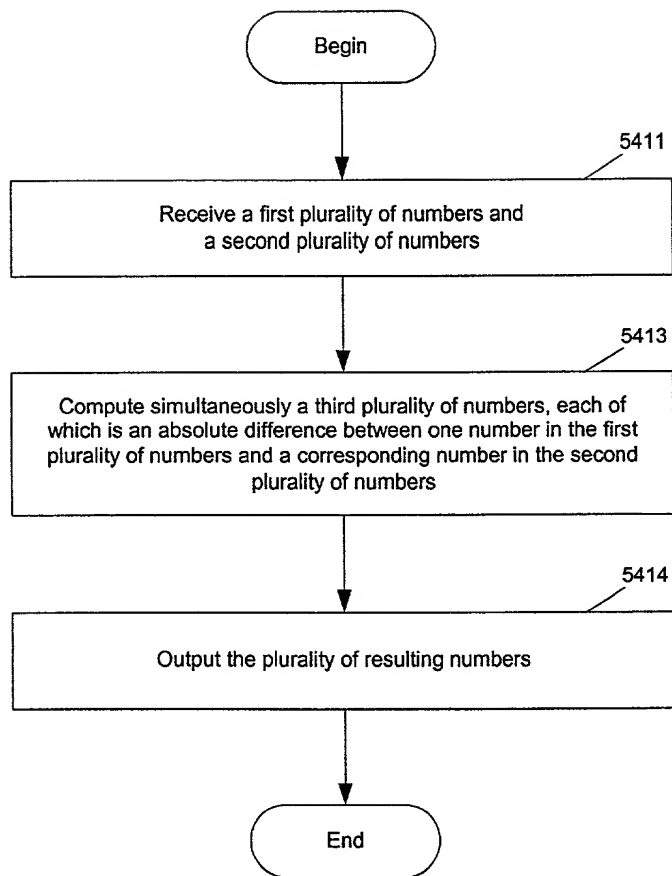 Begin
5411
Receive a first plurality of numbers and
a second plurality of numbers
5413
Compute simultaneously a third plurality of numbers, each of
which is an absolute difference between one number in the first
plurality of numbers and a corresponding number in the second
plurality of numbers
5414
Output the plurality of resulting numbers
End